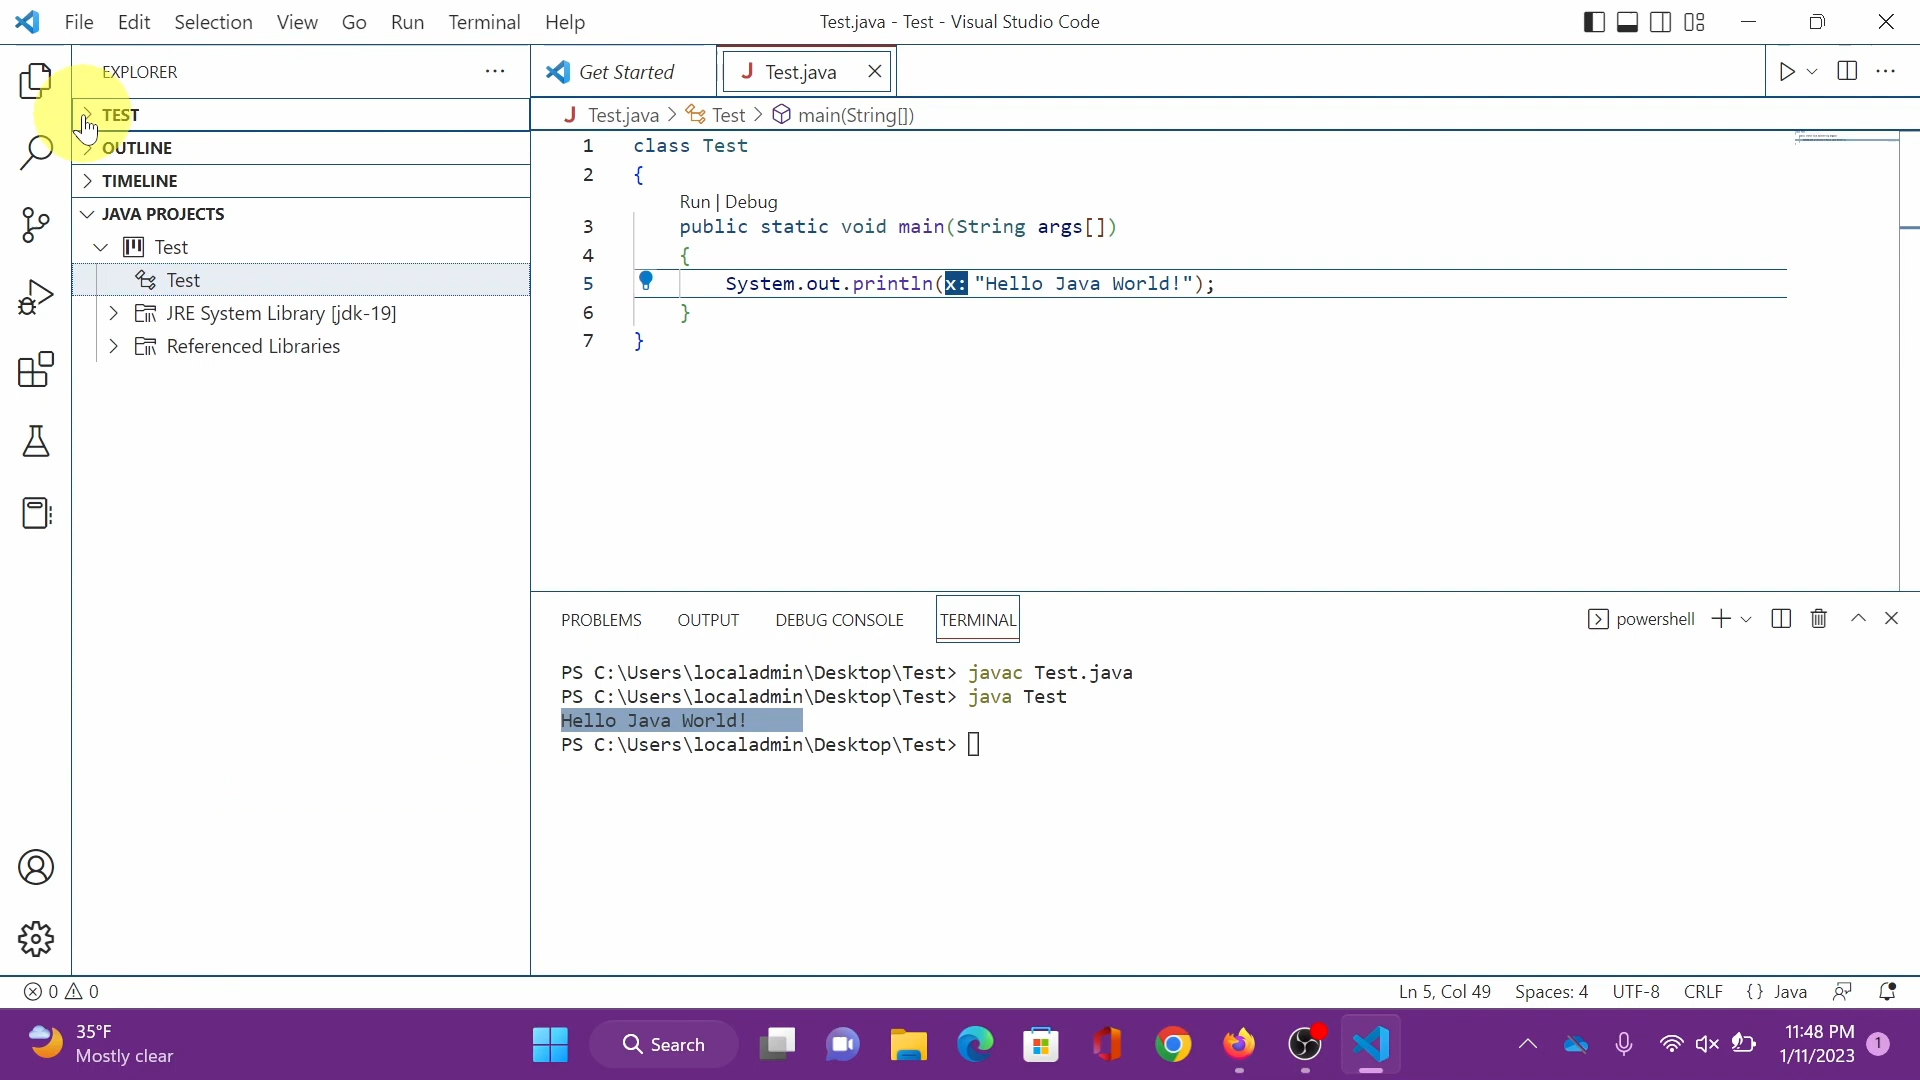 File Edit Selection View Go Run Terminal Help
Test.java - Test - Visual Studio Code
EXPLORER
TEST
OUTLINE
TIMELINE
JAVA PROJECTS
Test
Test
JRE System Library [jdk-19]
Referenced Libraries
Get Started
J Test.java
J Test.java > Test > main(String[])
1 class Test
2 {
Run | Debug
3 public static void main(String args[])
4 {
5 System.out.println(x: "Hello Java World!");
6 }
7 }
PROBLEMS OUTPUT DEBUG CONSOLE TERMINAL
powershell
PS C:\Users\localadmin\Desktop\Test> javac Test.java
PS C:\Users\localadmin\Desktop\Test> java Test
Hello Java World!
PS C:\Users\localadmin\Desktop\Test>
0 0
Ln 5, Col 49 Spaces: 4 UTF-8 CRLF {} Java
35°F
Mostly clear
Search
11:48 PM
1/11/2023
1